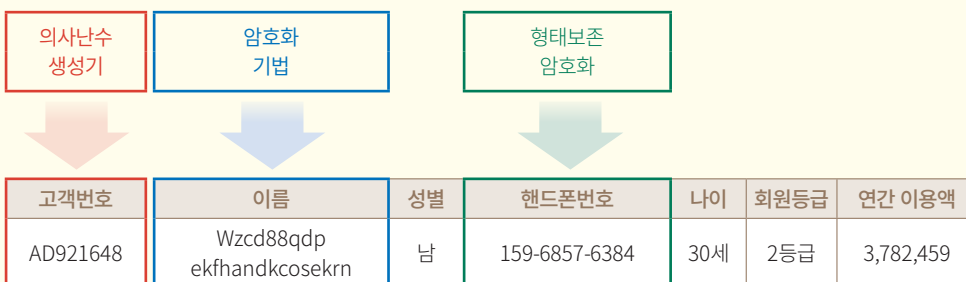 의사난수
생성기
암호화
기법
형태보존
암호화
고객번호 이름 성별 핸드폰번호 나이 회원등급 연간 이용액
AD921648 Wzcd88qdp
ekfhandkcosekrn 남 159-6857-6384 30세 2등급 3,782,459